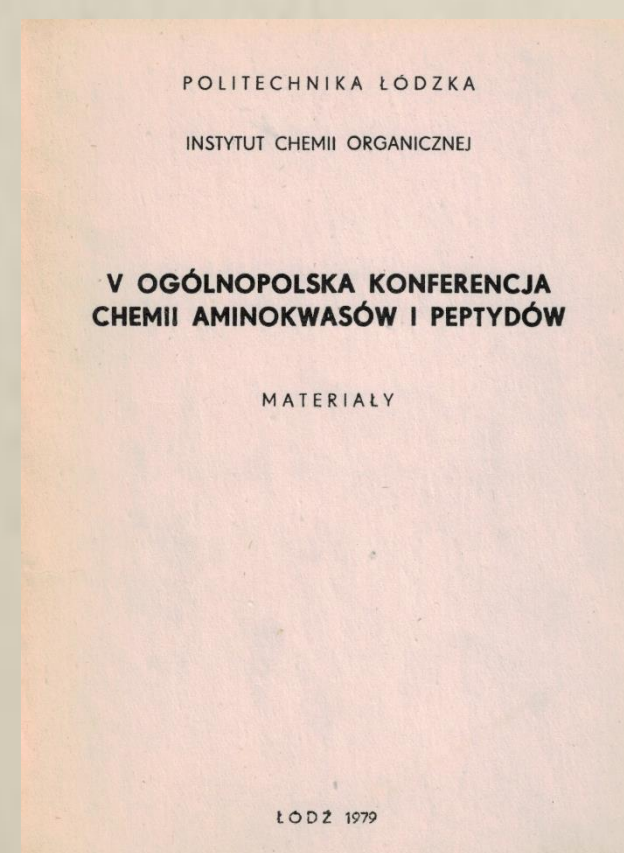 POLITECHNIKA ŁÓDZKA
INSTYTUT CHEMII ORGANICZNEJ
V OGÓLNOPOLSKA KONFERENCJA
CHEMII AMINOKWASÓW I PEPTYDÓW
MATERIAŁY
ŁÓDŹ 1979